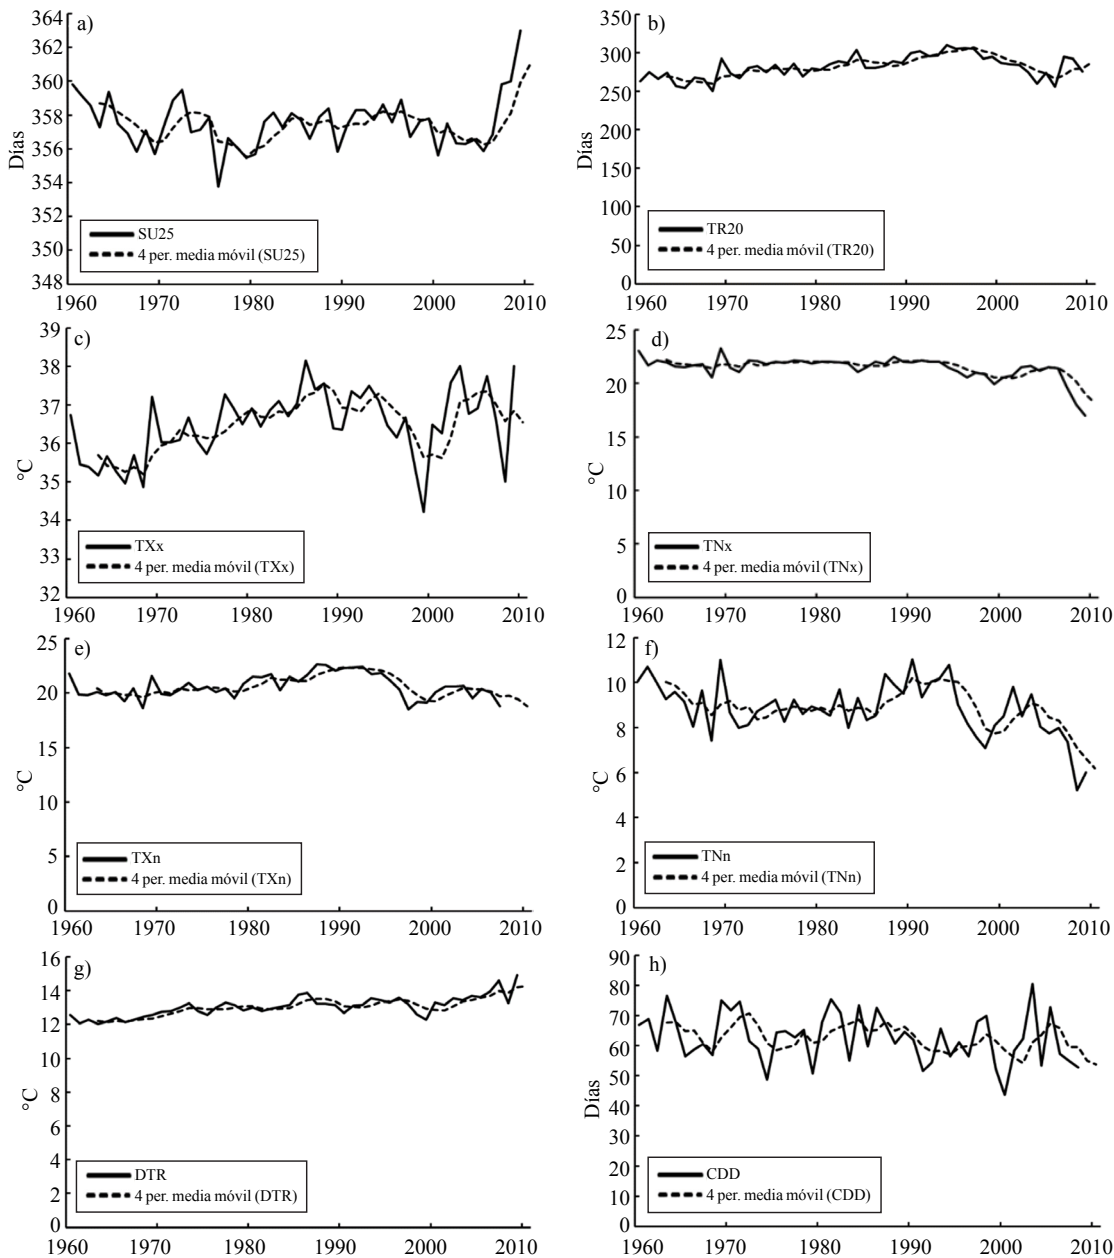 a)
364
362
360
358
356
354
352
350
348
Días
SU25
4 per. media móvil (SU25)
1960 1970 1980 1990 2000 2010
b)
350
300
250
200
150
100
50
0
Días
TR20
4 per. media móvil (TR20)
1960 1970 1980 1990 2000 2010
c)
39
38
37
36
35
34
33
32
°C
TXx
4 per. media móvil (TXx)
1960 1970 1980 1990 2000 2010
d)
25
20
15
10
5
0
°C
TNx
4 per. media móvil (TNx)
1960 1970 1980 1990 2000 2010
e)
25
20
15
10
5
0
°C
TXn
4 per. media móvil (TXn)
1960 1970 1980 1990 2000 2010
f)
12
10
8
6
4
2
0
°C
TNn
4 per. media móvil (TNn)
1960 1970 1980 1990 2000 2010
g)
16
14
12
10
8
6
4
2
0
°C
DTR
4 per. media móvil (DTR)
1960 1970 1980 1990 2000 2010
h)
90
80
70
60
50
40
30
20
10
0
Días
CDD
4 per. media móvil (CDD)
1960 1970 1980 1990 2000 2010